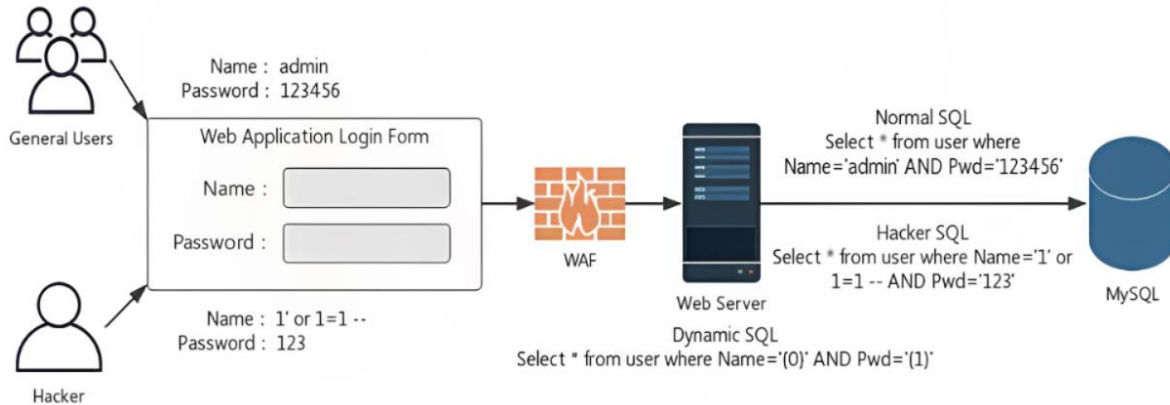 General Users
Name : admin
Password : 123456
Web Application Login Form
Name :
Password :
Name : 1' or 1=1 --
Password : 123
Hacker
WAF
Web Server
Dynamic SQL
Select * from user where Name='(0)' AND Pwd='(1)'
Normal SQL
Select * from user where
Name='admin' AND Pwd='123456'
Hacker SQL
Select * from user where Name='1' or
1=1 -- AND Pwd='123'
MySQL